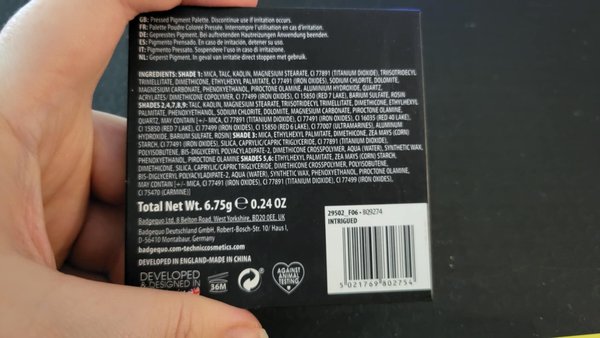 GB: Pressed Pigment Palette. Discontinue use if irritation occurs.
FR: Palette Poudre Colorée Pressée. Interrompre l'utilisation en cas d'irritation.
DE: Gepresstes Pigment. Bei auftretenden Hautreizungen Anwendung beenden.
ES: Pigmento Prensado. En caso de irritación, detener su uso.
IT: Pigmento Pressato. Sospendere l'uso in caso di irritazione.
NL: Geperst Pigment. In geval van irritatie direct stoppen met gebruik.
INGREDIENTS: SHADE 1: MICA, TALC, KAOLIN, MAGNESIUM STEARATE, CI 77891 (TITANIUM DIOXIDE), TRIISOTRIDECYL
TRIMELLITATE, DIMETHICONE, ETHYLHEXYL PALMITATE, CI 77491 (IRON OXIDES), SODIUM CHLORITE, DOLOMITE,
MAGNESIUM CARBONATE, PHENOXYETHANOL, PIROCTONE OLAMINE, ALUMINUM HYDROXIDE, QUARTZ,
ACRYLATES- DIMETHICONE COPOLYMER, CI 77499 (IRON OXIDES), CI 15850 (RED 7 LAKE), BARIUM SULFATE, ROSIN
SHADES 2,4,7,8,9: TALC, KAOLIN, MAGNESIUM STEARATE, TRIISOTRIDECYL TRIMELLITATE, DIMETHICONE, ETHYLHEXYL
PALMITATE, PHENOXYETHANOL, SODIUM CHLORITE, DOLOMITE, MAGNESIUM CARBONATE, PIROCTONE OLAMINE,
QUARTZ, MAY CONTAIN [+/- MICA, CI 77891 (TITANIUM DIOXIDE), CI 77491 (IRON OXIDES), CI 16035 (RED 40 LAKE),
CI 15850 (RED 7 LAKE), CI 77499 (IRON OXIDES), CI 15850 (RED 6 LAKE), CI 77007 (ULTRAMARINES), ALUMINUM
HYDROXIDE, BARIUM SULFATE, ROSIN] SHADE 3: MICA, ETHYLHEXYL PALMITATE, DIMETHICONE, ZEA MAYS (CORN)
STARCH, CI 77491 (IRON OXIDES), SILICA, CAPRYLIC/CAPRIC TRIGLYCERIDE, DIMETHICONE CROSSPOLYMER,
POLYISOBUTENE, BIS-DIGLYCERYL POLYACYLADIPATE-2, AQUA (WATER), SYNTHETIC WAX,
PHENOXYETHANOL, PIROCTONE OLAMINE SHADES 5,6: ETHYLHEXYL PALMITATE, ZEA MAYS (CORN) STARCH,
DIMETHICONE, SILICA, CAPRYLIC/CAPRIC TRIGLYCERIDE, DIMETHICONE CROSSPOLYMER, POLYISOBUTENE,
BIS-DIGLYCERYL POLYACYLADIPATE-2, AQUA (WATER), SYNTHETIC WAX, PHENOXYETHANOL, PIROCTONE OLAMINE,
MAY CONTAIN [+/- MICA, CI 77491 (IRON OXIDES), CI 77891 (TITANIUM DIOXIDE), CI 77499 (IRON OXIDES),
CI 75470 (CARMINE)]
Total Net Wt. 6.75g e 0.24 OZ
Badgequo Ltd, 8 Belton Road, West Yorkshire, BD20 0EE, UK
Badgequo Deutschland GmbH, Robert-Bosch-Str. 10/ Haus I,
D-56410 Montabaur, Germany
badgequo.com-technicccosmetics.com
DEVELOPED IN ENGLAND-MADE IN CHINA
DEVELOPED
& DESIGNED IN
36M
AGAINST
ANIMAL
TESTING
29502_F06 • BQ9274
INTRIGUED
5 021769 802754